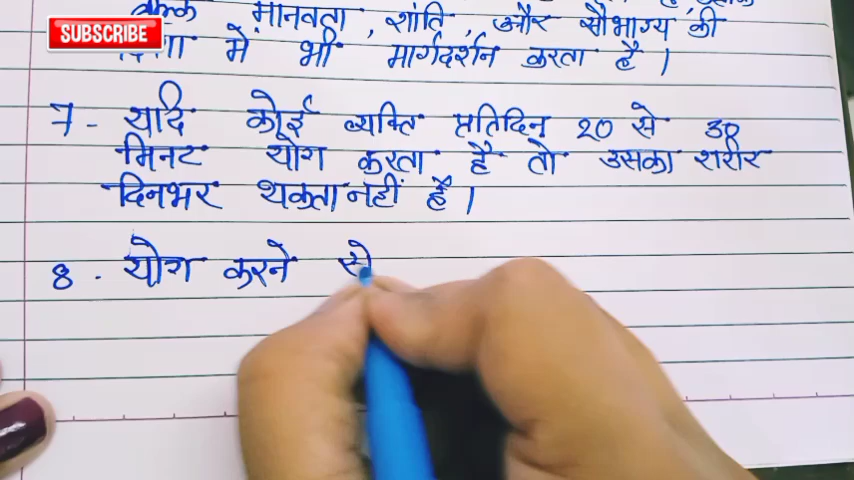 मानवता, शांति, और सौभाग्य की
SUBSCRIBE
में भी मार्गदर्शन करता है।
7 - यदि कोई व्यक्ति प्रतिदिन 20 से 30
मिनट योग करता है तो उसका शरीर
दिनभर थकता नहीं है।
8. योग करने से